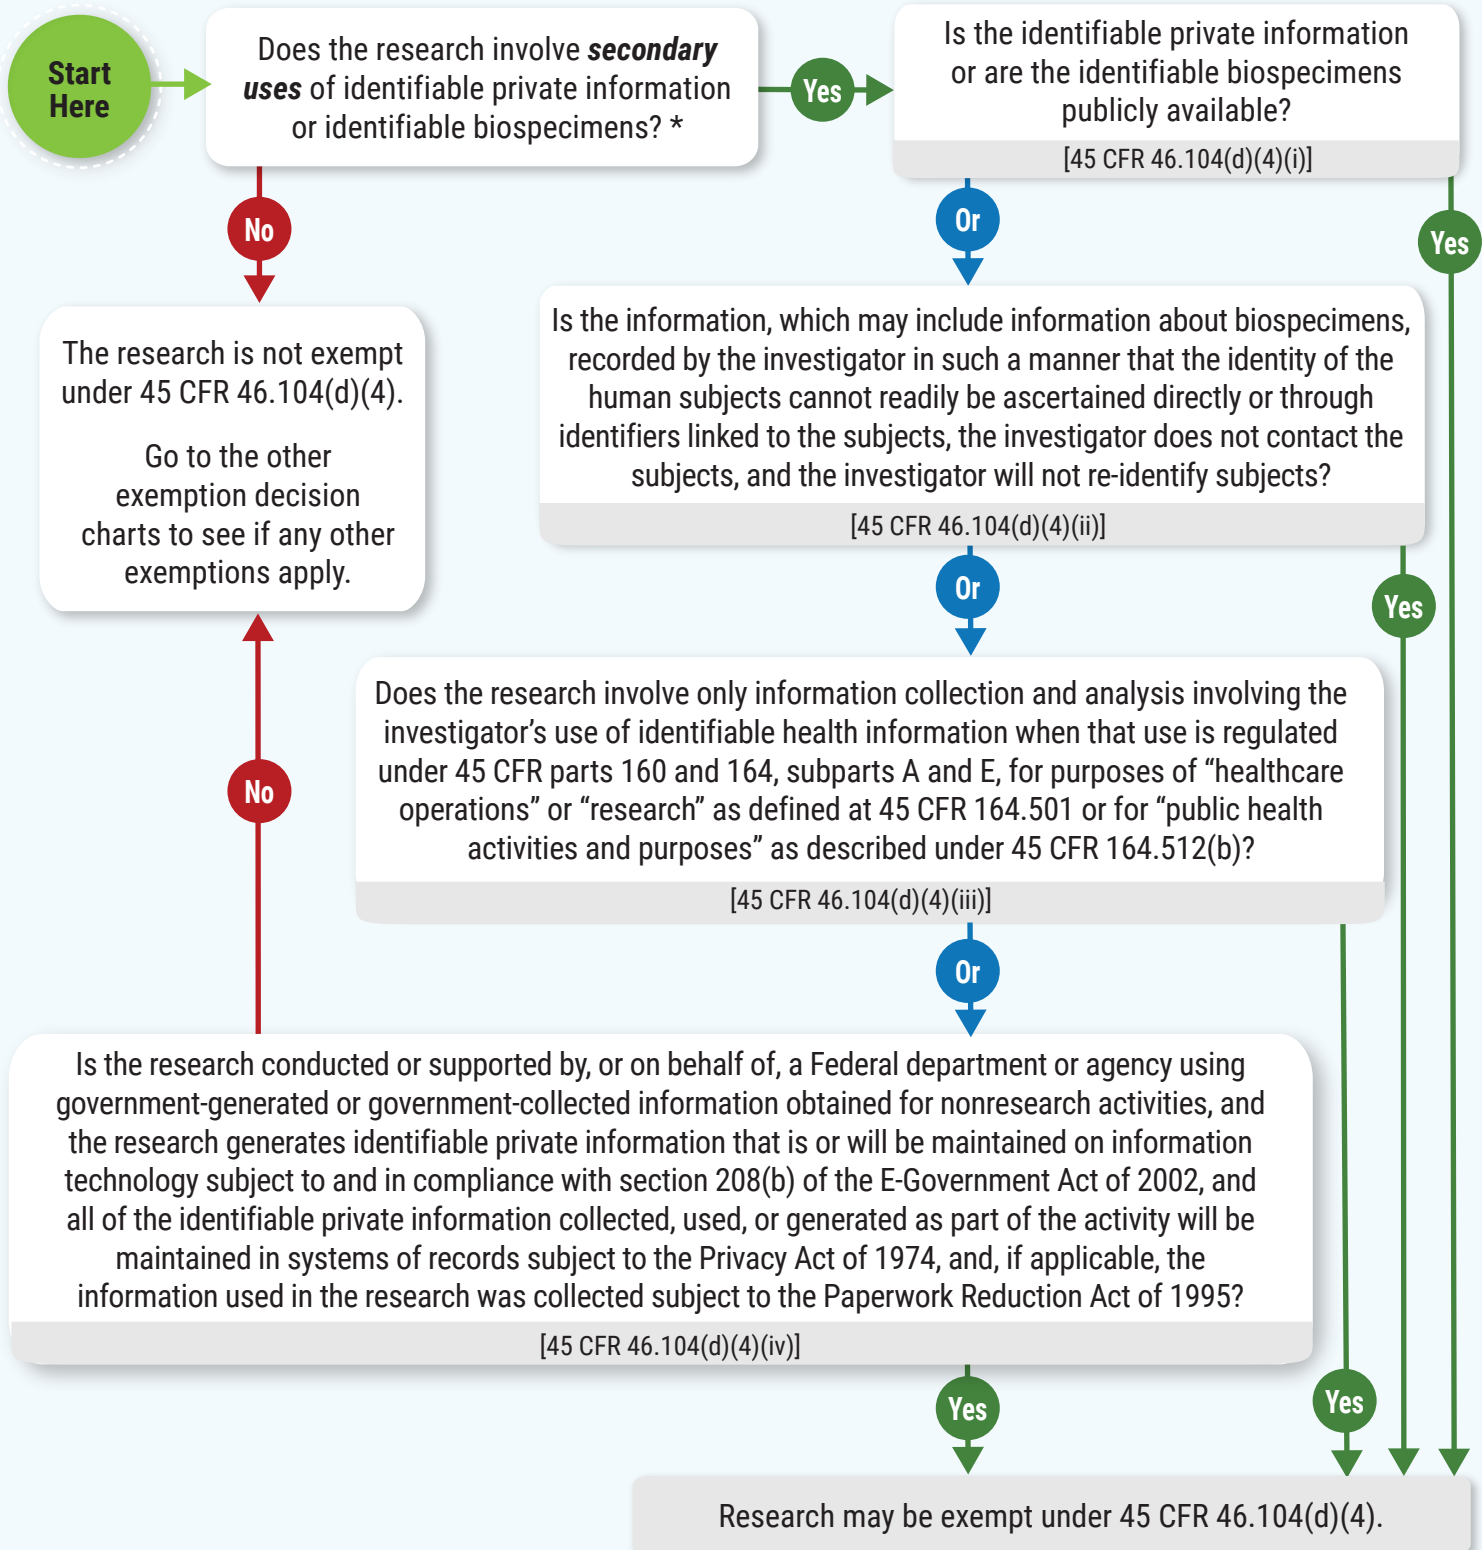 Start
Here
Does the research involve secondary
uses of identifiable private information
or identifiable biospecimens? *
Yes
Is the identifiable private information
or are the identifiable biospecimens
publicly available?
[45 CFR 46.104(d)(4)(i)]
No
Or
Yes
The research is not exempt
under 45 CFR 46.104(d)(4).
Go to the other
exemption decision
charts to see if any other
exemptions apply.
Is the information, which may include information about biospecimens,
recorded by the investigator in such a manner that the identity of the
human subjects cannot readily be ascertained directly or through
identifiers linked to the subjects, the investigator does not contact the
subjects, and the investigator will not re-identify subjects?
[45 CFR 46.104(d)(4)(ii)]
Or
Yes
Does the research involve only information collection and analysis involving the
investigator’s use of identifiable health information when that use is regulated
under 45 CFR parts 160 and 164, subparts A and E, for purposes of “healthcare
operations” or “research” as defined at 45 CFR 164.501 or for “public health
activities and purposes” as described under 45 CFR 164.512(b)?
[45 CFR 46.104(d)(4)(iii)]
No
Or
Is the research conducted or supported by, or on behalf of, a Federal department or agency using
government-generated or government-collected information obtained for nonresearch activities, and
the research generates identifiable private information that is or will be maintained on information
technology subject to and in compliance with section 208(b) of the E-Government Act of 2002, and
all of the identifiable private information collected, used, or generated as part of the activity will be
maintained in systems of records subject to the Privacy Act of 1974, and, if applicable, the
information used in the research was collected subject to the Paperwork Reduction Act of 1995?
[45 CFR 46.104(d)(4)(iv)]
Yes
Yes
Research may be exempt under 45 CFR 46.104(d)(4).